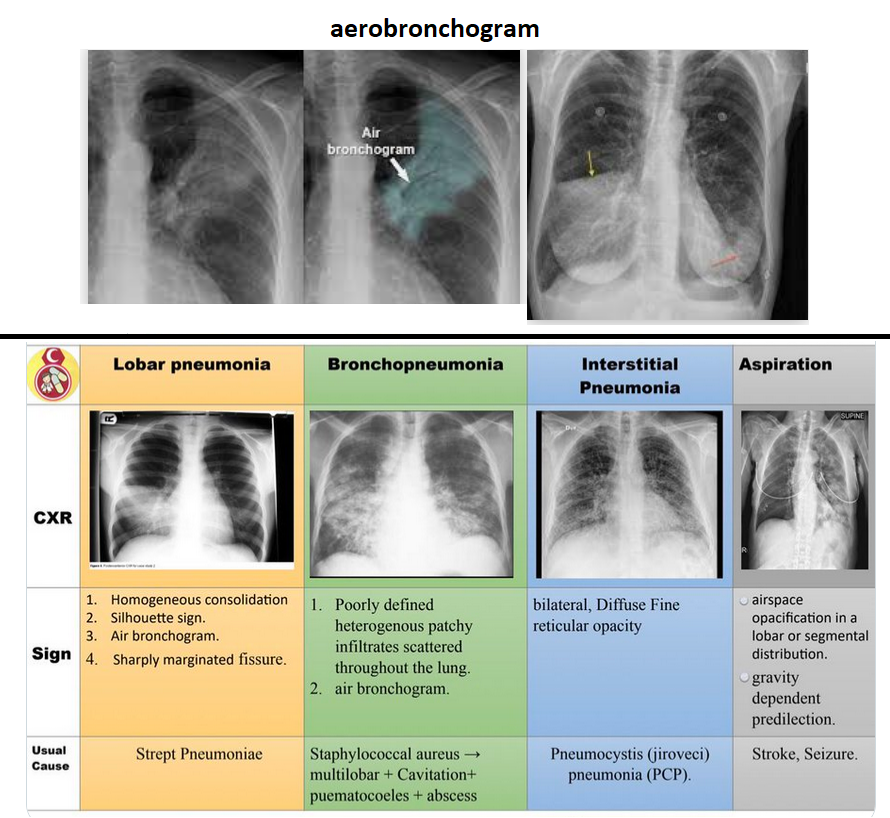 aerobronchogram
Air
bronchogram
Lobar pneumonia
Bronchopneumonia
Interstitial
Pneumonia
Aspiration
CXR
SUPINE
R
Sign
1. Homogeneous consolidation
2. Silhouette sign.
3. Air bronchogram.
4. Sharply marginated fissure.
1. Poorly defined
heterogenous patchy
infiltrates scattered
throughout the lung.
2. air bronchogram.
bilateral, Diffuse Fine
reticular opacity
airspace
opacification in a
lobar or segmental
distribution.
gravity
dependent
predilection.
Usual
Cause
Strept Pneumoniae
Staphylococcal aureus →
multilobar + Cavitation+
puematocoeles + abscess
Pneumocystis (jiroveci)
pneumonia (PCP).
Stroke, Seizure.